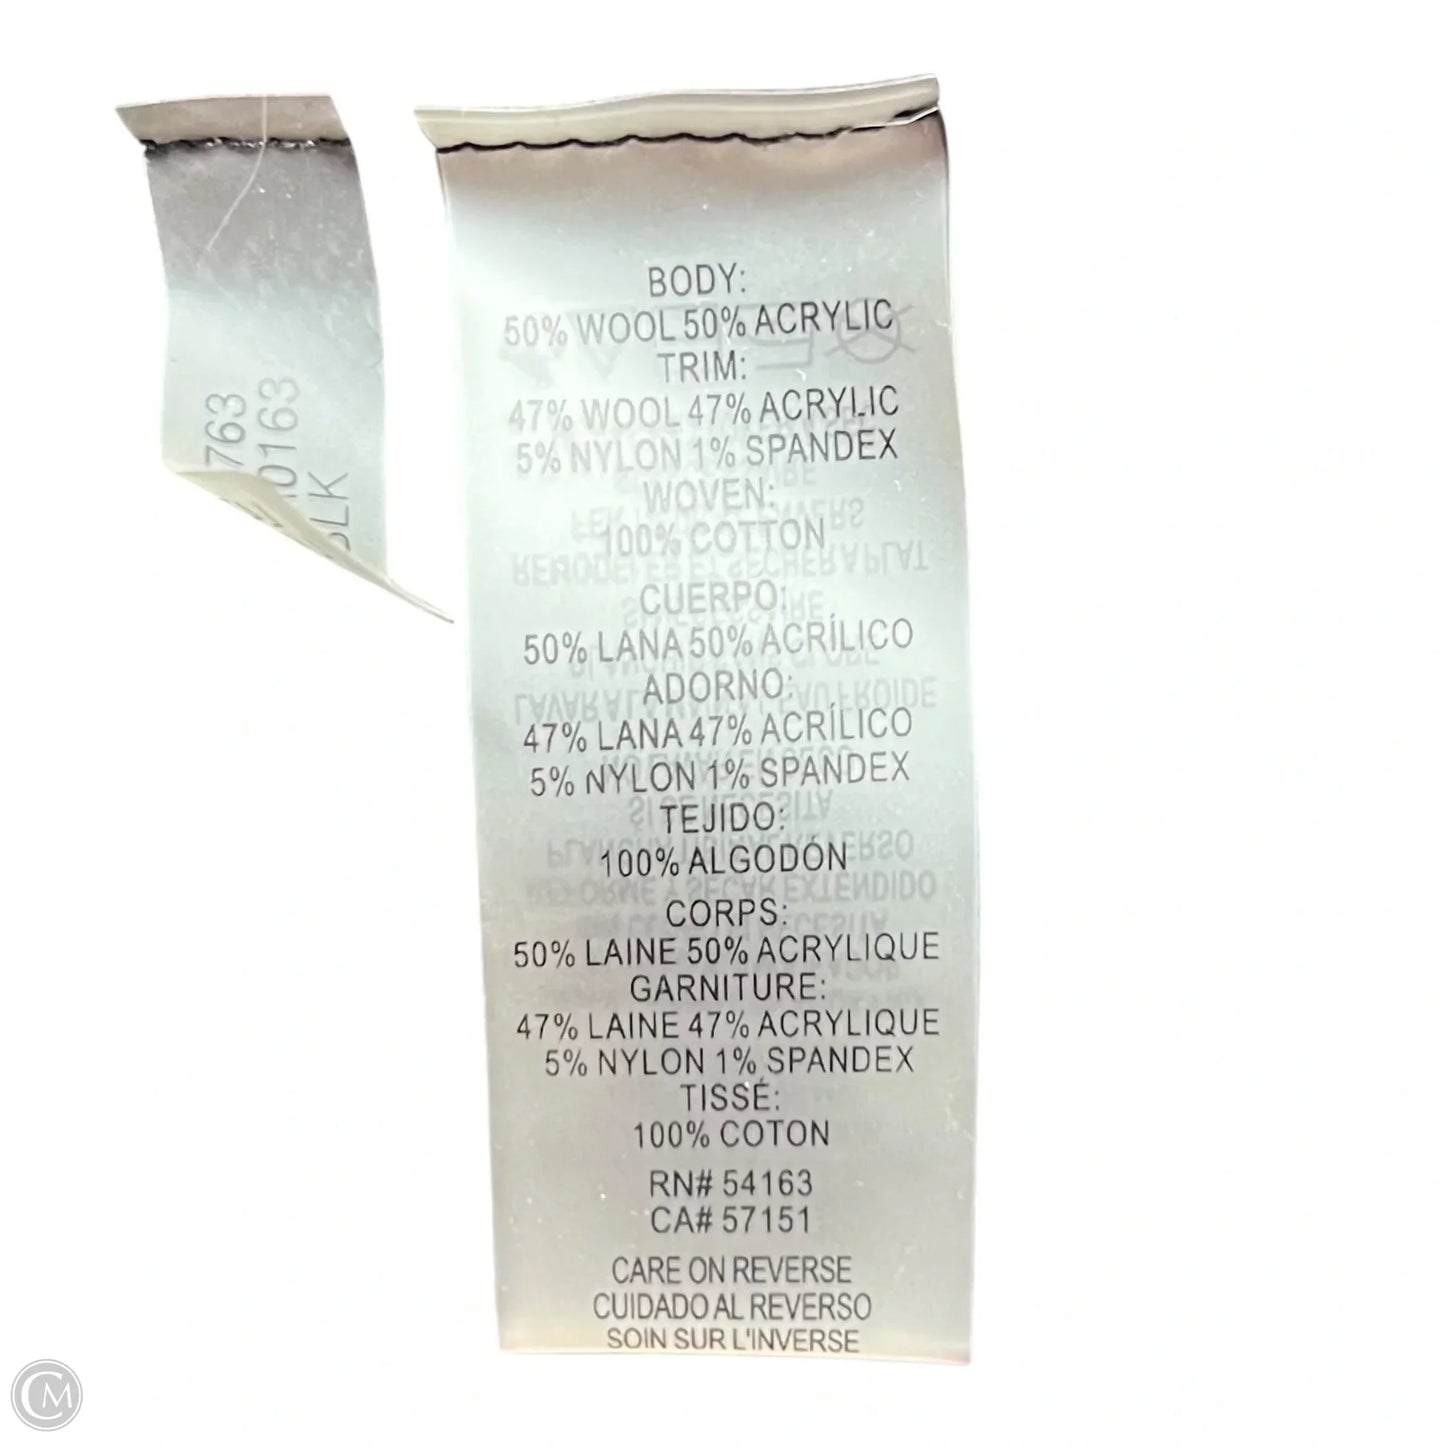 763
0163
BLK
BODY:
50% WOOL 50% ACRYLIC
TRIM:
47% WOOL 47% ACRYLIC
5% NYLON 1% SPANDEX
WOVEN:
100% COTTON
CUERPO:
50% LANA 50% ACRÍLICO
ADORNO:
47% LANA 47% ACRÍLICO
5% NYLON 1% SPANDEX
TEJIDO:
100% ALGODÓN
CORPS:
50% LAINE 50% ACRYLIQUE
GARNITURE:
47% LAINE 47% ACRYLIQUE
5% NYLON 1% SPANDEX
TISSÉ:
100% COTON
RN# 54163
CA# 57151
CARE ON REVERSE
CUIDADO AL REVERSO
SOIN SUR L'INVERSE
CM